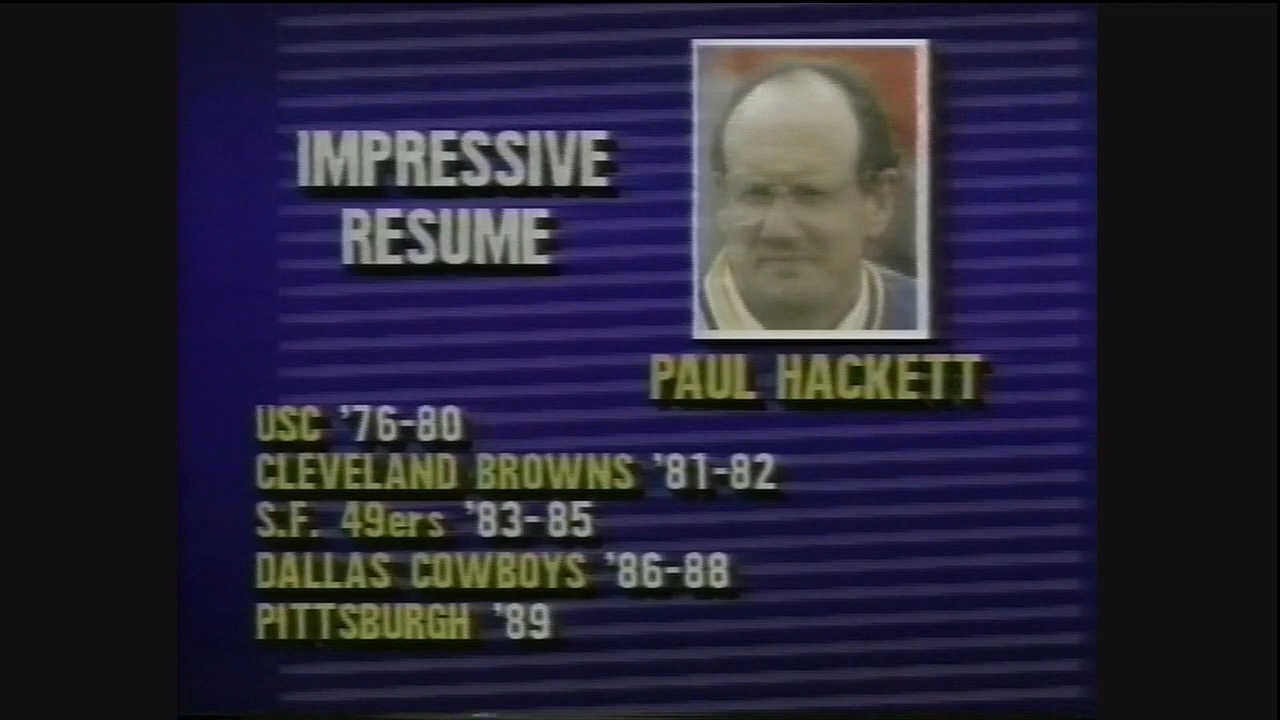 IMPRESSIVE
RESUME
PAUL HACKETT
USC '76-80
CLEVELAND BROWNS '81-82
S.F. 49ers '83-85
DALLAS COWBOYS '86-88
PITTSBURGH '89